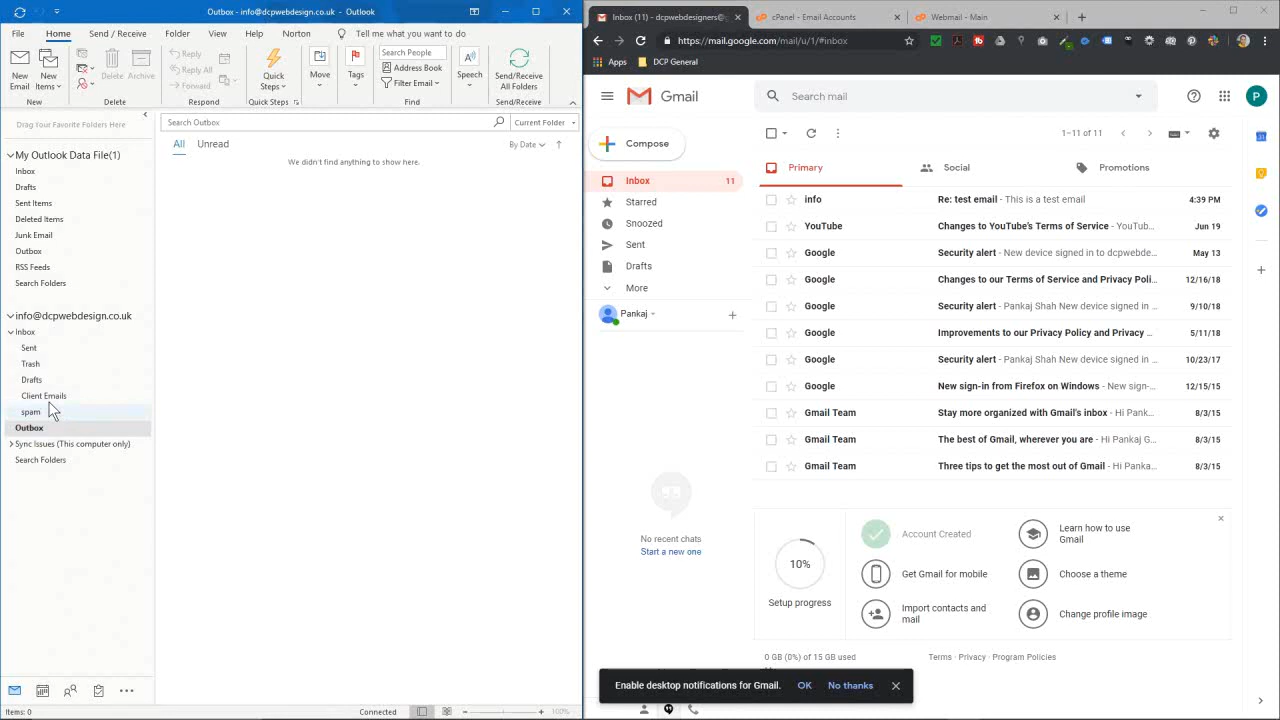 Outbox - info@dcpwebdesign.co.uk - Outlook
File Home Send / Receive Folder View Help Norton Tell me what you want to do
New Email
New Items
New
Delete
Archive
Delete
Reply
Reply All
Forward
Respond
Quick Steps
Quick Steps
Move
Tags
Search People
Address Book
Filter Email
Find
Speech
Send/Receive All Folders
Send/Receive
Drag Your Favorite Folders Here
Search Outbox
Current Folder
All Unread
By Date
We didn't find anything to show here.
My Outlook Data File(1)
Inbox
Drafts
Sent Items
Deleted Items
Junk Email
Outbox
RSS Feeds
Search Folders
info@dcpwebdesign.co.uk
Inbox
Sent
Trash
Drafts
Client Emails
spam
Outbox
Sync Issues (This computer only)
Search Folders
Items: 0
Connected
100%
Inbox (11) - dcpwebdesigners@
cPanel - Email Accounts
Webmail - Main
https://mail.google.com/mail/u/1/#inbox
Apps
DCP General
Gmail
Search mail
P
Compose
1–11 of 11
Inbox 11
Starred
Snoozed
Sent
Drafts
More
Pankaj
No recent chats
Start a new one
Primary
Social
Promotions
info Re: test email - This is a test email 4:39 PM
YouTube Changes to YouTube's Terms of Service - YouTub... Jun 19
Google Security alert - New device signed in to dcpwebde... May 13
Google Changes to our Terms of Service and Privacy Poli... 12/16/18
Google Security alert - Pankaj Shah New device signed in ... 9/10/18
Google Improvements to our Privacy Policy and Privacy ... 5/11/18
Google Security alert - Pankaj Shah New device signed in ... 10/23/17
Google New sign-in from Firefox on Windows - New sign-... 12/15/15
Gmail Team Stay more organized with Gmail's inbox - Hi Pank... 8/3/15
Gmail Team The best of Gmail, wherever you are - Hi Pankaj G... 8/3/15
Gmail Team Three tips to get the most out of Gmail - Hi Panka... 8/3/15
10%
Setup progress
Account Created
Learn how to use Gmail
Get Gmail for mobile
Choose a theme
Import contacts and mail
Change profile image
0 GB (0%) of 15 GB used
Terms · Privacy · Program Policies
Enable desktop notifications for Gmail. OK No thanks